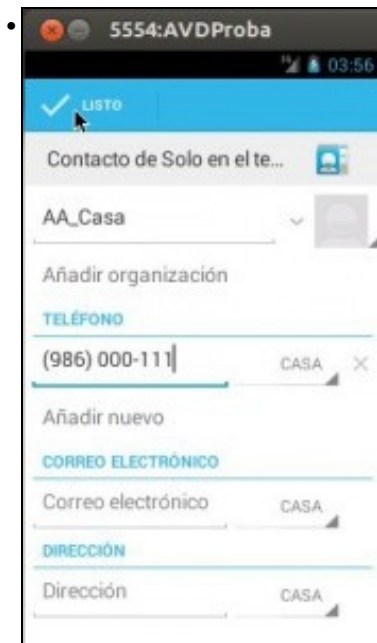 5554:AVDProba
03:56
LISTO
Contacto de Solo en el te...
AA_Casa
Añadir organización
TELÉFONO
(986) 000-111 CASA
Añadir nuevo
CORREO ELECTRÓNICO
Correo electrónico CASA
DIRECCIÓN
Dirección CASA